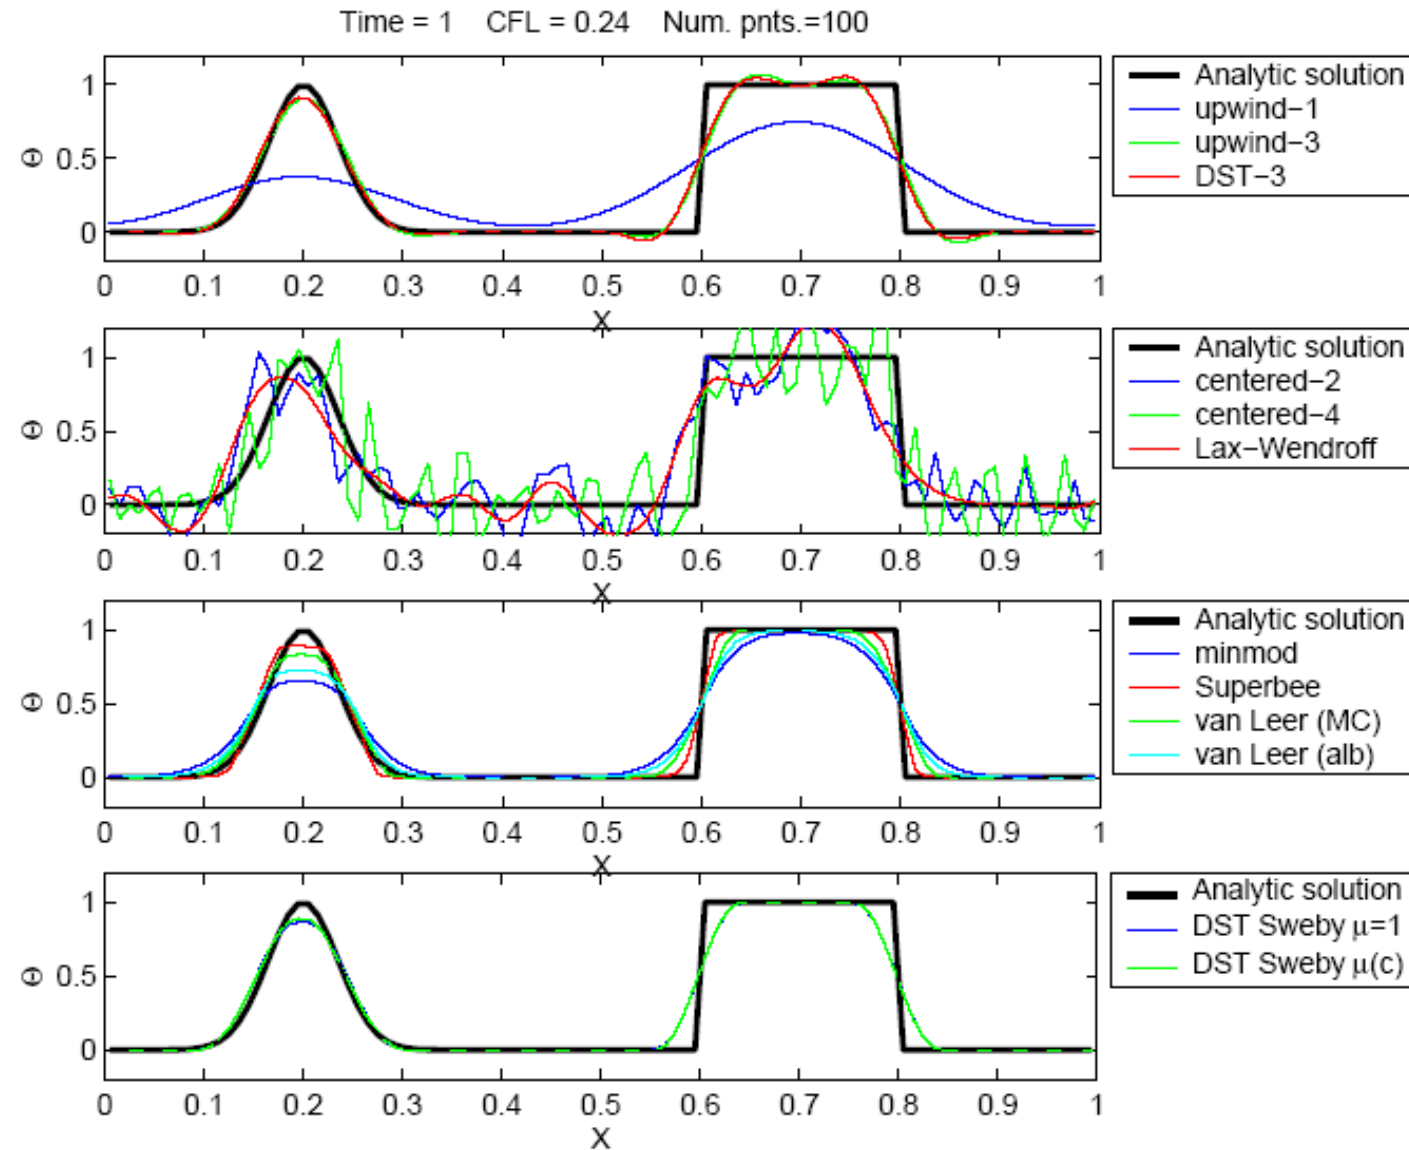 Time = 1 CFL = 0.24 Num. pnts.=100
1
0.5
0
Θ
0 0.1 0.2 0.3 0.4 0.5 0.6 0.7 0.8 0.9 1
X
Analytic solution
upwind−1
upwind−3
DST−3
1
0.5
0
Θ
0 0.1 0.2 0.3 0.4 0.5 0.6 0.7 0.8 0.9 1
X
Analytic solution
centered−2
centered−4
Lax−Wendroff
1
0.5
0
Θ
0 0.1 0.2 0.3 0.4 0.5 0.6 0.7 0.8 0.9 1
X
Analytic solution
minmod
Superbee
van Leer (MC)
van Leer (alb)
1
0.5
0
Θ
0 0.1 0.2 0.3 0.4 0.5 0.6 0.7 0.8 0.9 1
X
Analytic solution
DST Sweby μ=1
DST Sweby μ(c)